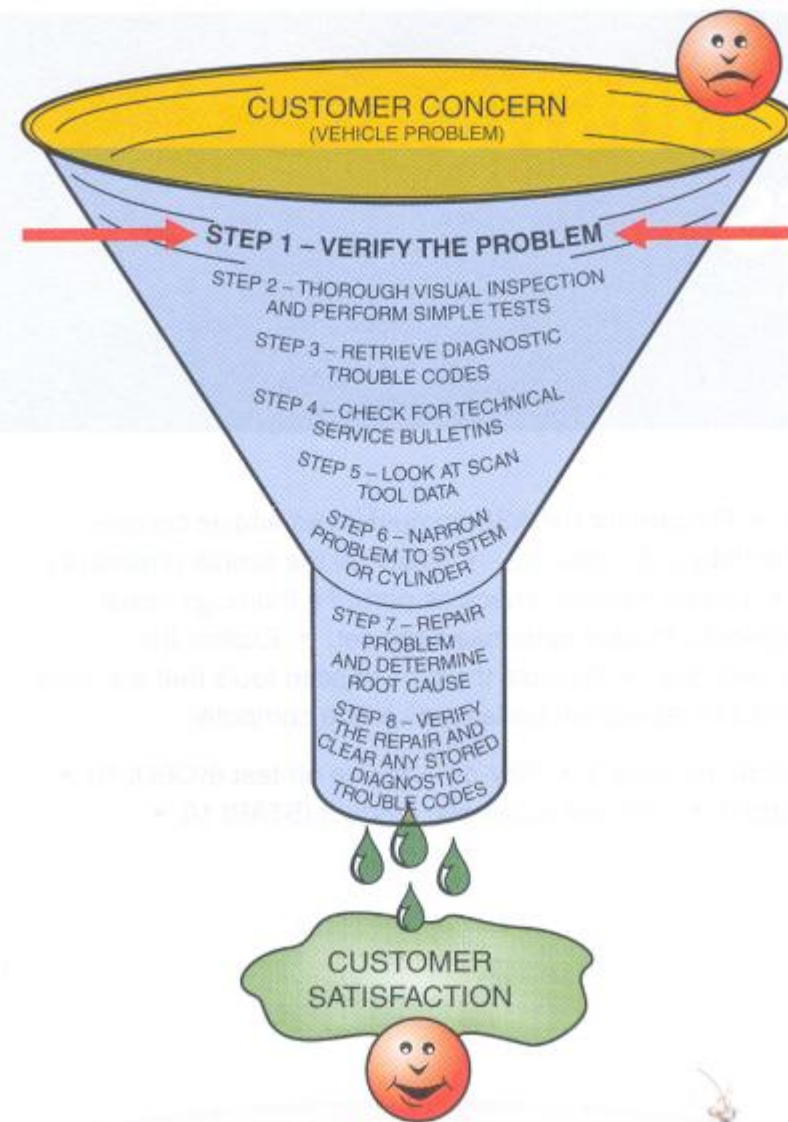 CUSTOMER CONCERN
(VEHICLE PROBLEM)
STEP 1 – VERIFY THE PROBLEM
STEP 2 – THOROUGH VISUAL INSPECTION
AND PERFORM SIMPLE TESTS
STEP 3 – RETRIEVE DIAGNOSTIC
TROUBLE CODES
STEP 4 – CHECK FOR TECHNICAL
SERVICE BULLETINS
STEP 5 – LOOK AT SCAN
TOOL DATA
STEP 6 – NARROW
PROBLEM TO SYSTEM
OR CYLINDER
STEP 7 – REPAIR
PROBLEM
AND DETERMINE
ROOT CAUSE
STEP 8 – VERIFY
THE REPAIR AND
CLEAR ANY STORED
DIAGNOSTIC
TROUBLE CODES
CUSTOMER
SATISFACTION